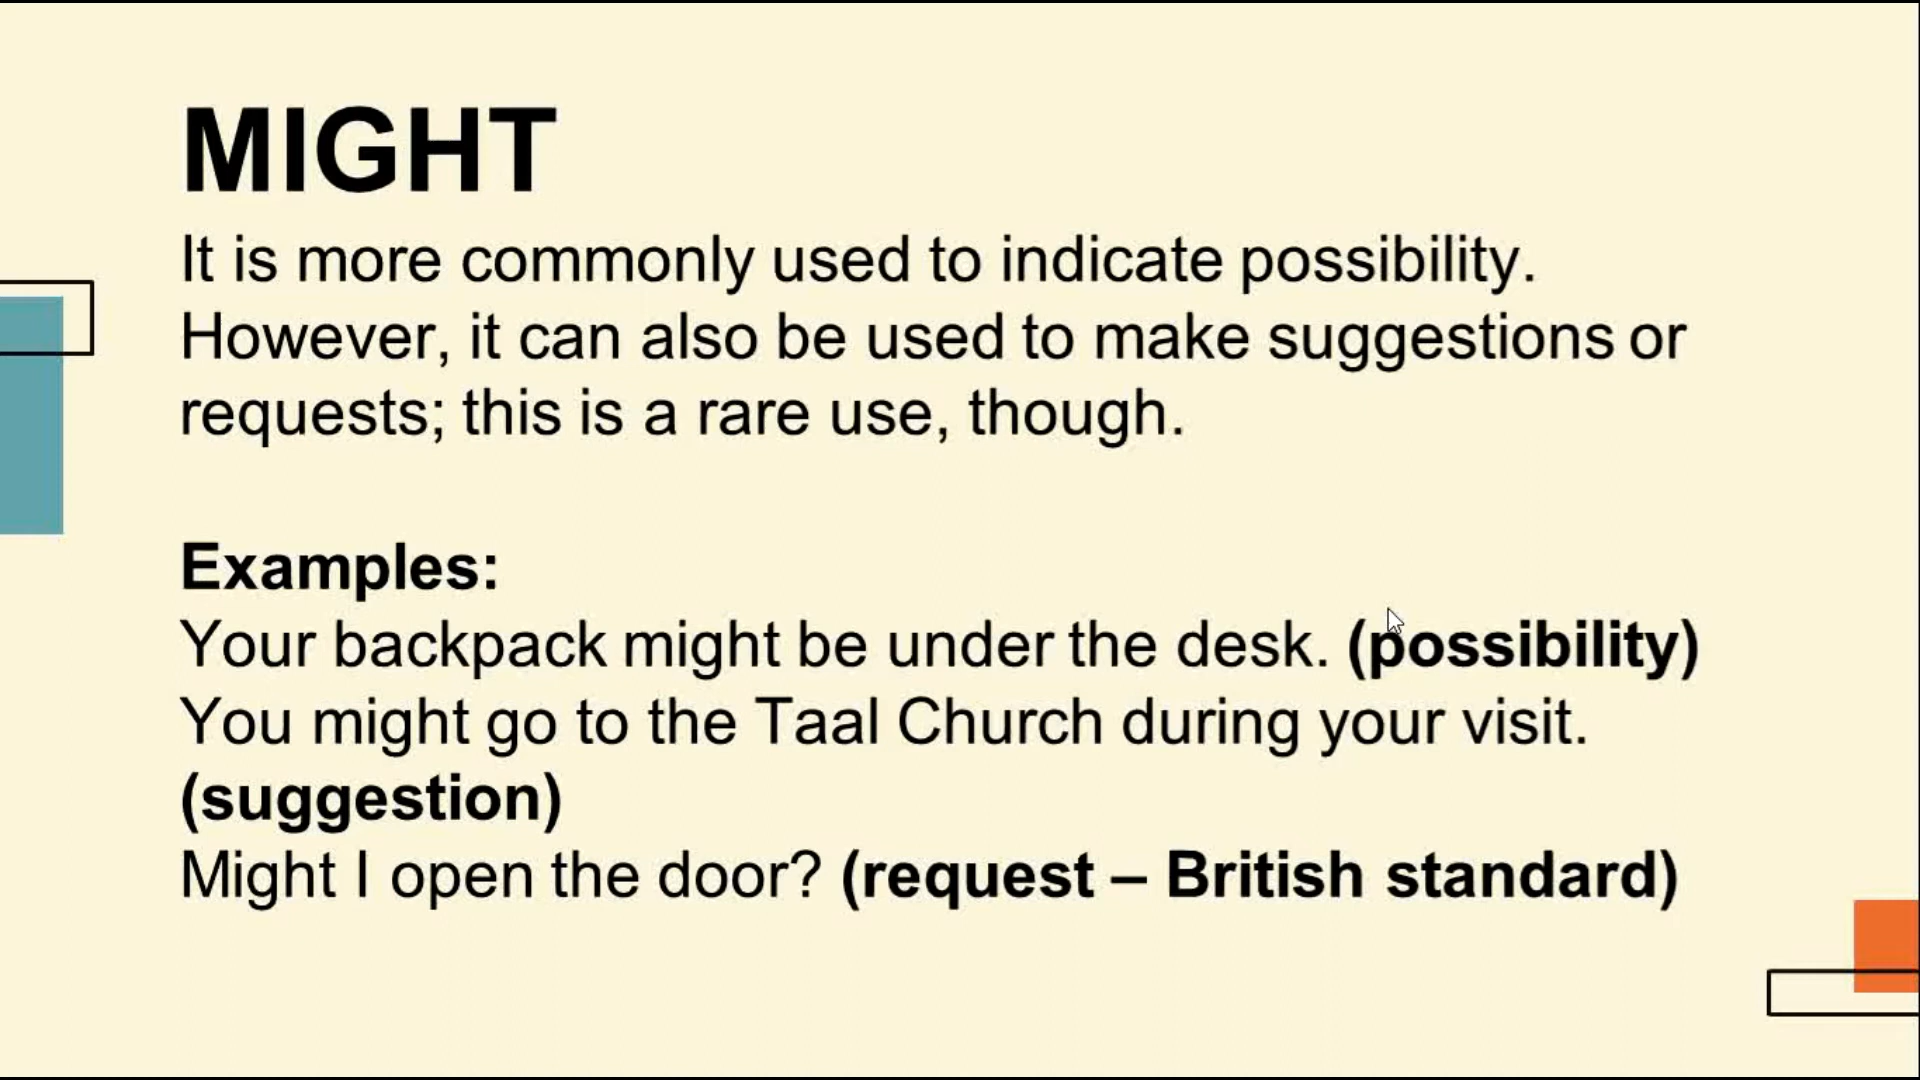 MIGHT
It is more commonly used to indicate possibility.
However, it can also be used to make suggestions or
requests; this is a rare use, though.
Examples:
Your backpack might be under the desk. (possibility)
You might go to the Taal Church during your visit.
(suggestion)
Might I open the door? (request – British standard)